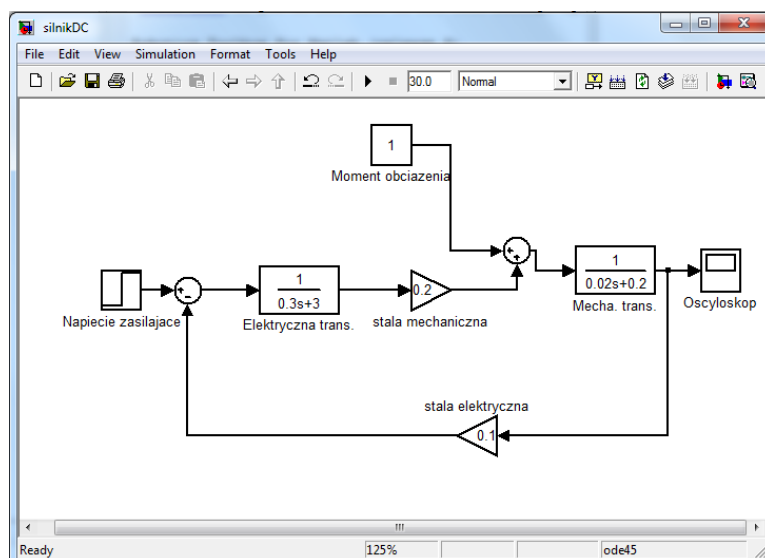 silnikDC
File Edit View Simulation Format Tools Help
30.0 Normal
1
Moment obciazenia
Napiecie zasilajace
1
0.3s+3
Elektryczna trans.
0.2
stala mechaniczna
1
0.02s+0.2
Mecha. trans.
Oscyloskop
stala elektryczna
0.1
Ready 125% ode45